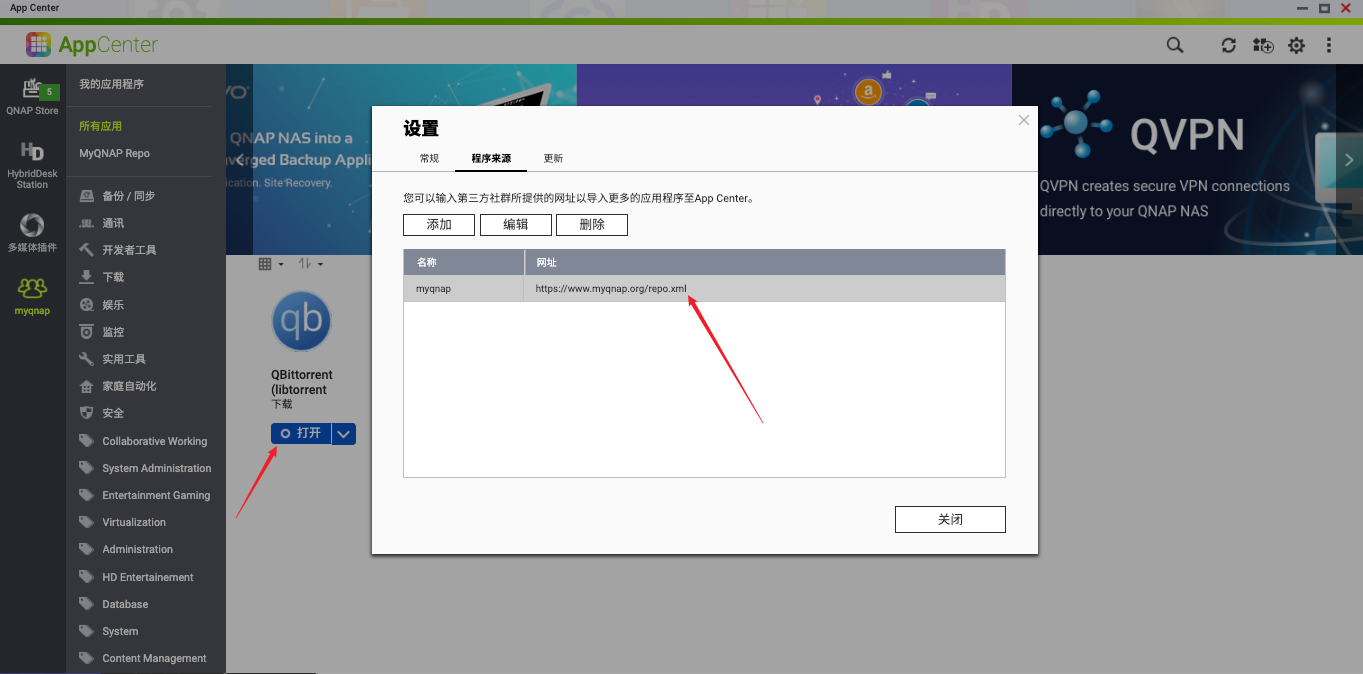 App Center
AppCenter
5
QNAP Store
HybridDesk
Station
多媒体插件
myqnap
我的应用程序
所有应用
MyQNAP Repo
备份 / 同步
通讯
开发者工具
下载
娱乐
监控
实用工具
家庭自动化
安全
Collaborative Working
System Administration
Entertainment Gaming
Virtualization
Administration
HD Entertainement
Database
System
Content Management
QNAP NAS into a
verged Backup Appli
ication. Site Recovery.
QVPN
QVPN creates secure VPN connections
directly to your QNAP NAS
qb
QBittorrent
(libtorrent
下载
打开
设置
常规 程序来源 更新
您可以输入第三方社群所提供的网址以导入更多的应用程序至App Center。
添加 编辑 删除
名称 网址
myqnap https://www.myqnap.org/repo.xml
关闭